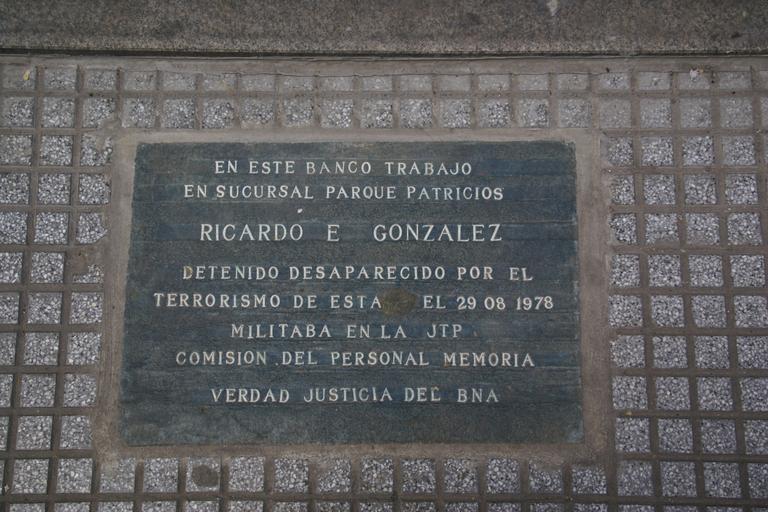 EN ESTE BANCO TRABAJO
EN SUCURSAL PARQUE PATRICIOS
RICARDO E GONZALEZ
DETENIDO DESAPARECIDO POR EL
TERRORISMO DE ESTA EL 29 08 1978
MILITABA EN LA JTP
COMISION DEL PERSONAL MEMORIA
VERDAD JUSTICIA DEL BNA